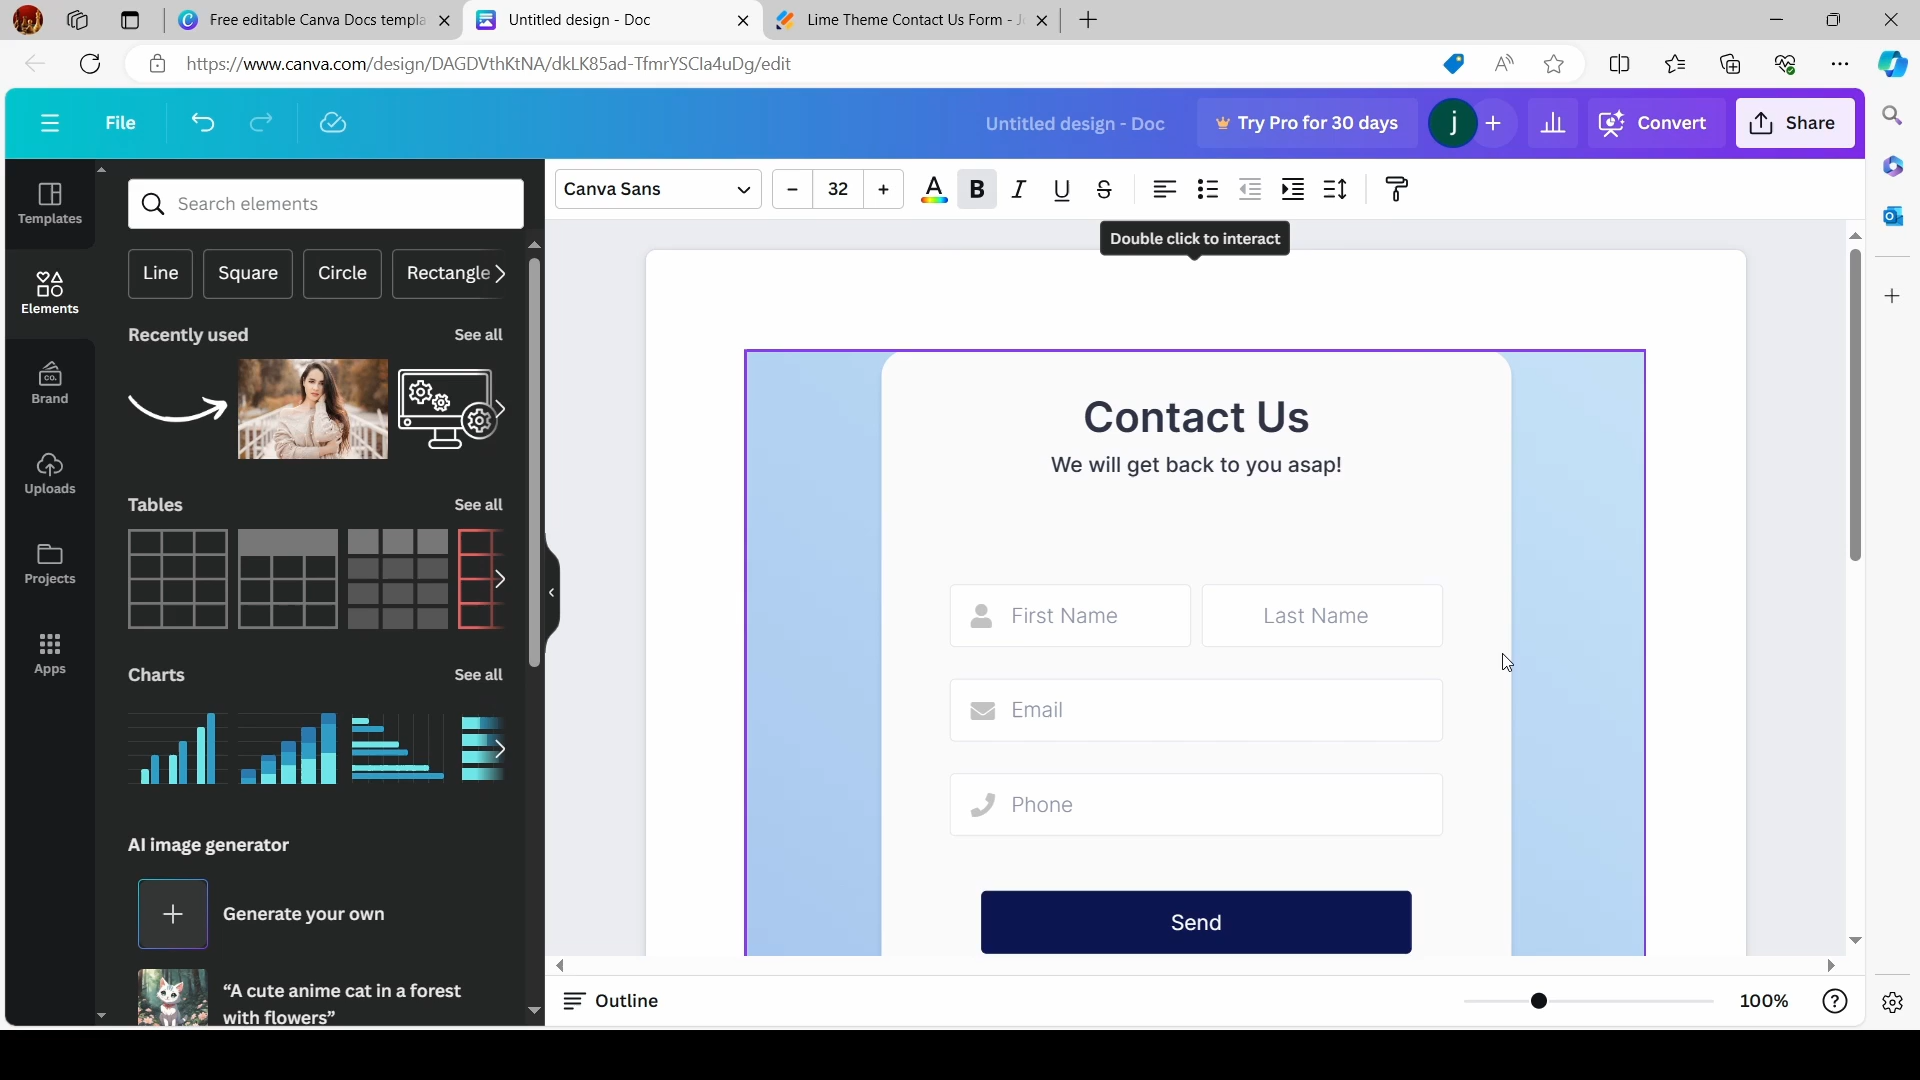 Free editable Canva Docs templa
Untitled design - Doc
Lime Theme Contact Us Form - J
https://www.canva.com/design/DAGDVthKtNA/dkLK85ad-TfmrYSCIa4uDg/edit
File
Untitled design - Doc
Try Pro for 30 days
j
Convert
Share
Templates
Elements
Brand
Uploads
Projects
Apps
Search elements
Line
Square
Circle
Rectangle
Recently used
See all
Tables
See all
Charts
See all
AI image generator
Generate your own
"A cute anime cat in a forest
with flowers"
Canva Sans
32
Double click to interact
Contact Us
We will get back to you asap!
First Name
Last Name
Email
Phone
Send
Outline
100%